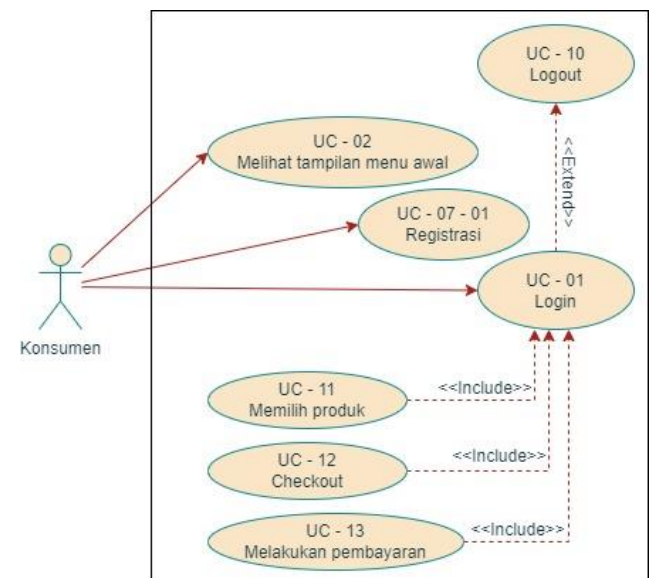 UC - 10
Logout
<<Extend>>
UC - 02
Melihat tampilan menu awal
UC - 07 - 01
Registrasi
UC - 01
Login
Konsumen
UC - 11
Memilih produk
<<Include>>
UC - 12
Checkout
<<Include>>
UC - 13
Melakukan pembayaran
<<Include>>